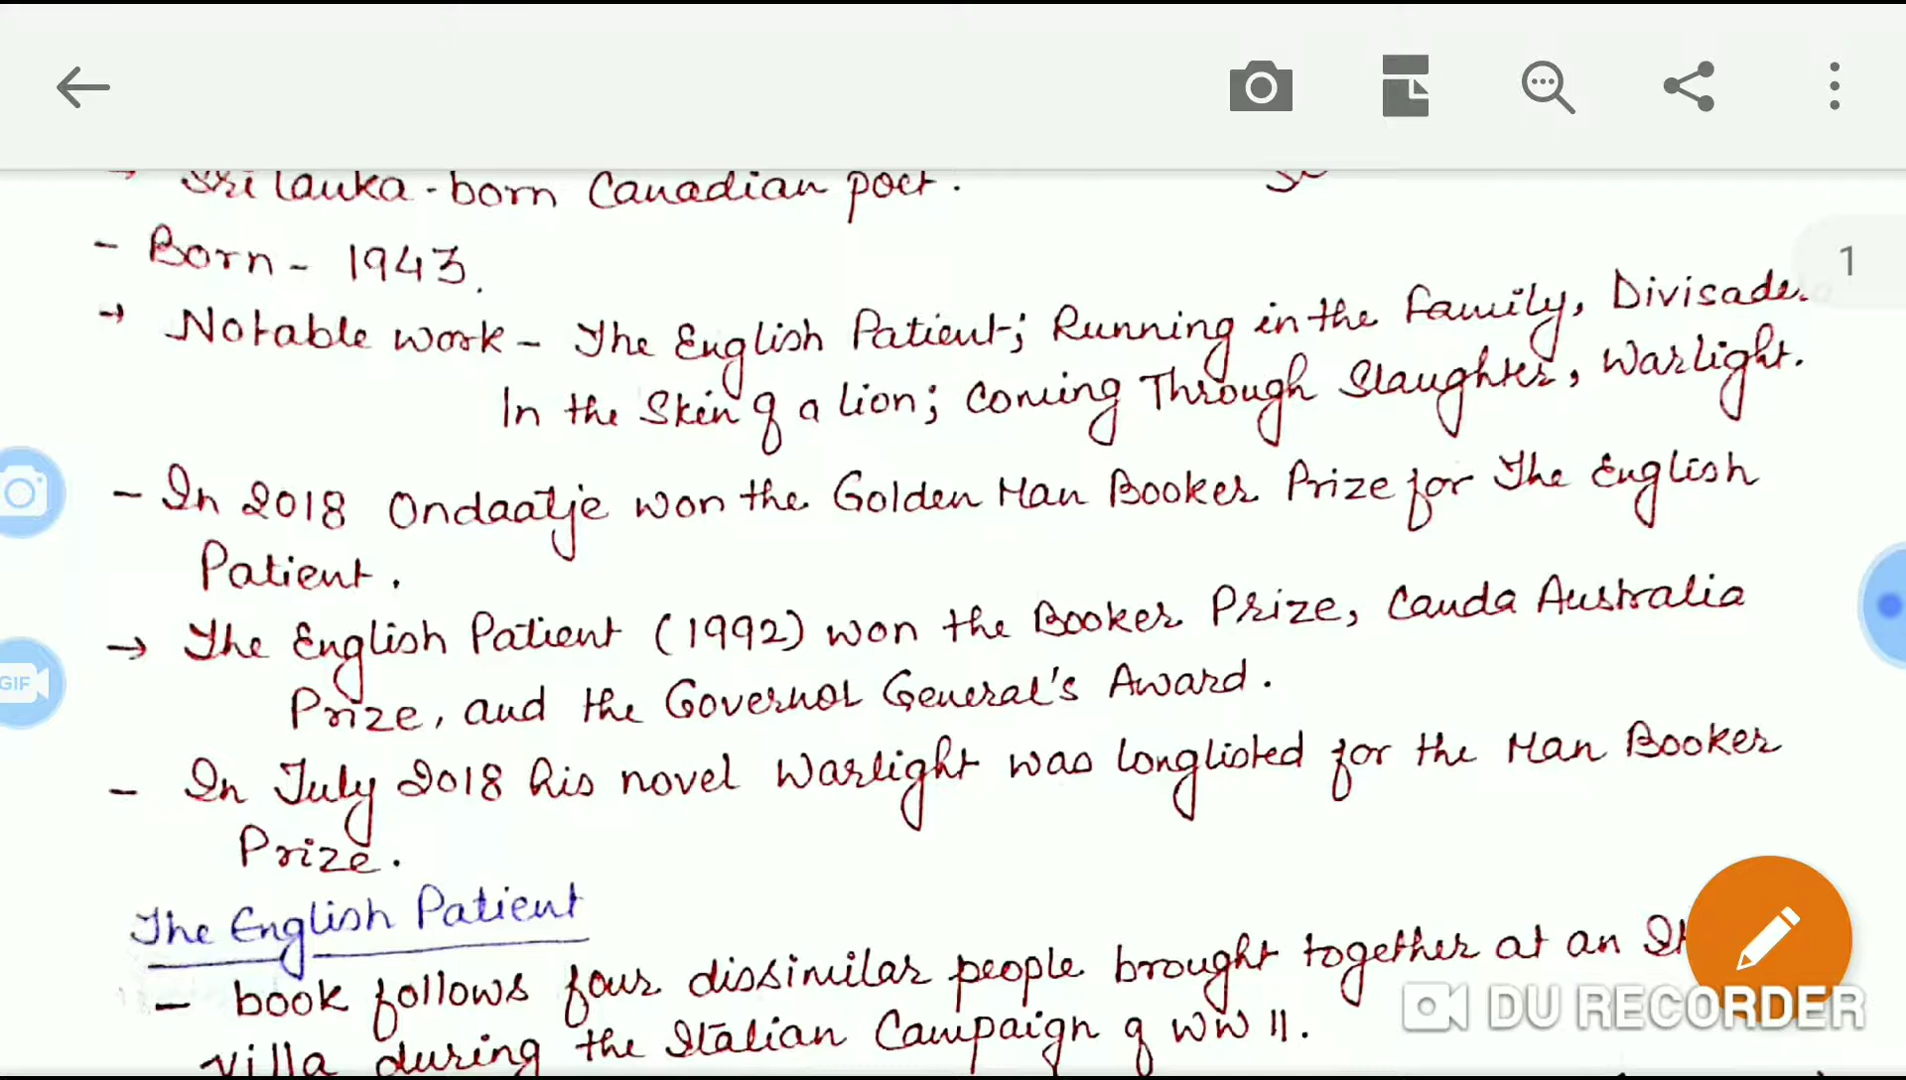 Sri Lanka-born Canadian poet.
- Born - 1943.
1
→ Notable work - The English Patient; Running in the Family, Divisade
In the Skin of a lion; Coming Through Slaughter, Warlight.
- In 2018 Ondaatje won the Golden Man Booker Prize for The English
Patient.
→ The English Patient (1992) won the Booker Prize, Canda Australia
Prize, and the Governor General's Award.
GIF
- In July 2018 his novel Warlight was longlisted for the Man Booker
Prize.
The English Patient
- book follows four dissimilar people brought together at an It
villa during the Italian Campaign of WW II.
DU RECORDER